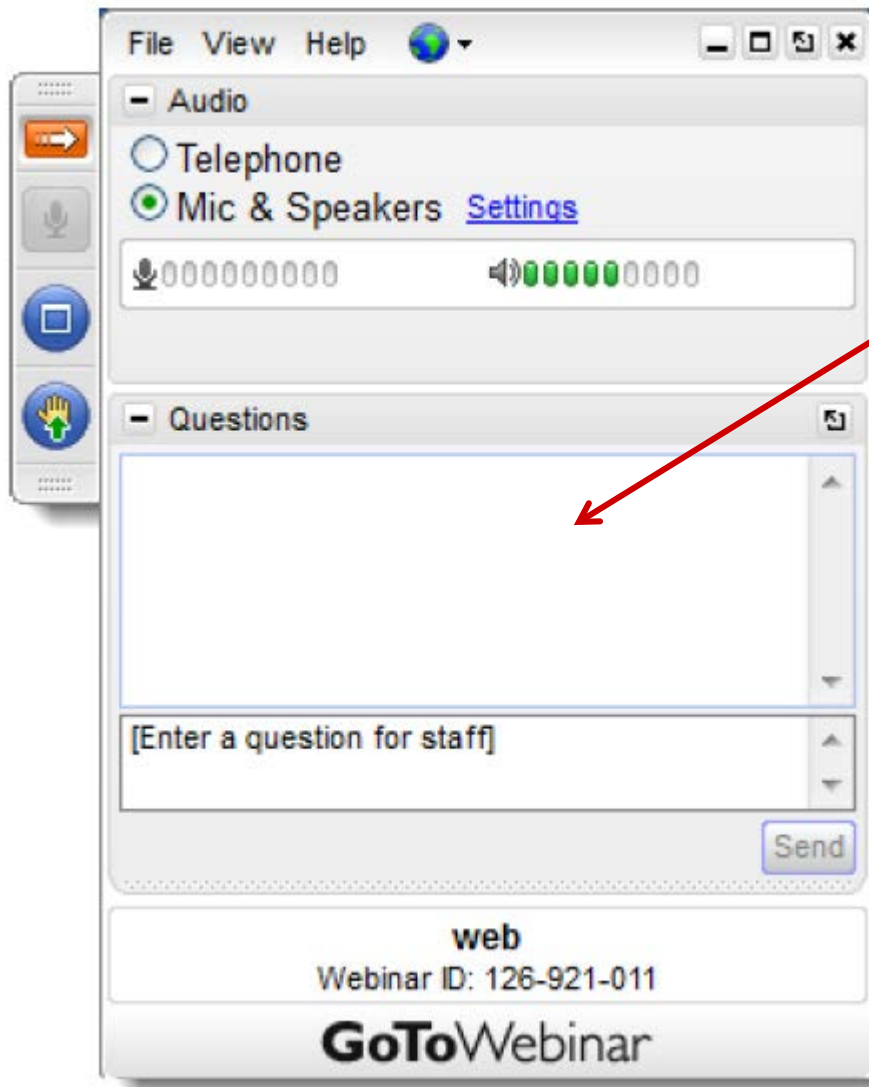 File View Help
Audio
Telephone
Mic & Speakers Settings
Questions
[Enter a question for staff]
Send
web
Webinar ID: 126-921-011
GoToWebinar